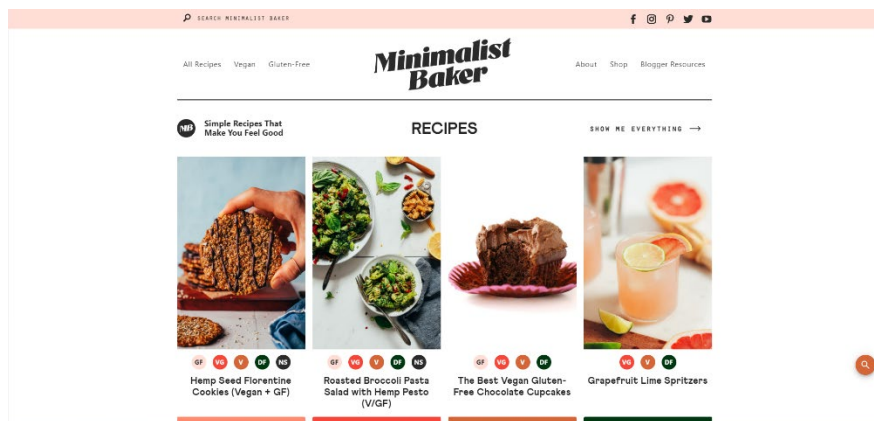 SEARCH MINIMALIST BAKER
All Recipes Vegan Gluten-Free
Minimalist
Baker
About Shop Blogger Resources
MB
Simple Recipes That
Make You Feel Good
RECIPES
SHOW ME EVERYTHING →
GF VG V DF NS
Hemp Seed Florentine
Cookies (Vegan + GF)
GF VG V DF NS
Roasted Broccoli Pasta
Salad with Hemp Pesto
(V/GF)
GF VG V DF
The Best Vegan Gluten-
Free Chocolate Cupcakes
VG V DF
Grapefruit Lime Spritzers